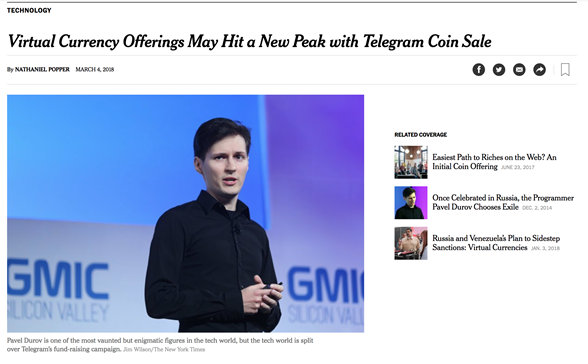 TECHNOLOGY
Virtual Currency Offerings May Hit a New Peak with Telegram Coin Sale
By NATHANIEL POPPER MARCH 4, 2018
RELATED COVERAGE
Easiest Path to Riches on the Web? An
Initial Coin Offering JUNE 23, 2017
Once Celebrated in Russia, the Programmer
Pavel Durov Chooses Exile DEC. 2, 2014
Russia and Venezuela's Plan to Sidestep
Sanctions: Virtual Currencies JAN. 3, 2018
GMIC
SILICON VALLEY
GMIC
SILICON VALLEY
Pavel Durov is one of the most vaunted but enigmatic figures in the tech world, but the tech world is split
over Telegram's fund-raising campaign. Jim Wilson/The New York Times